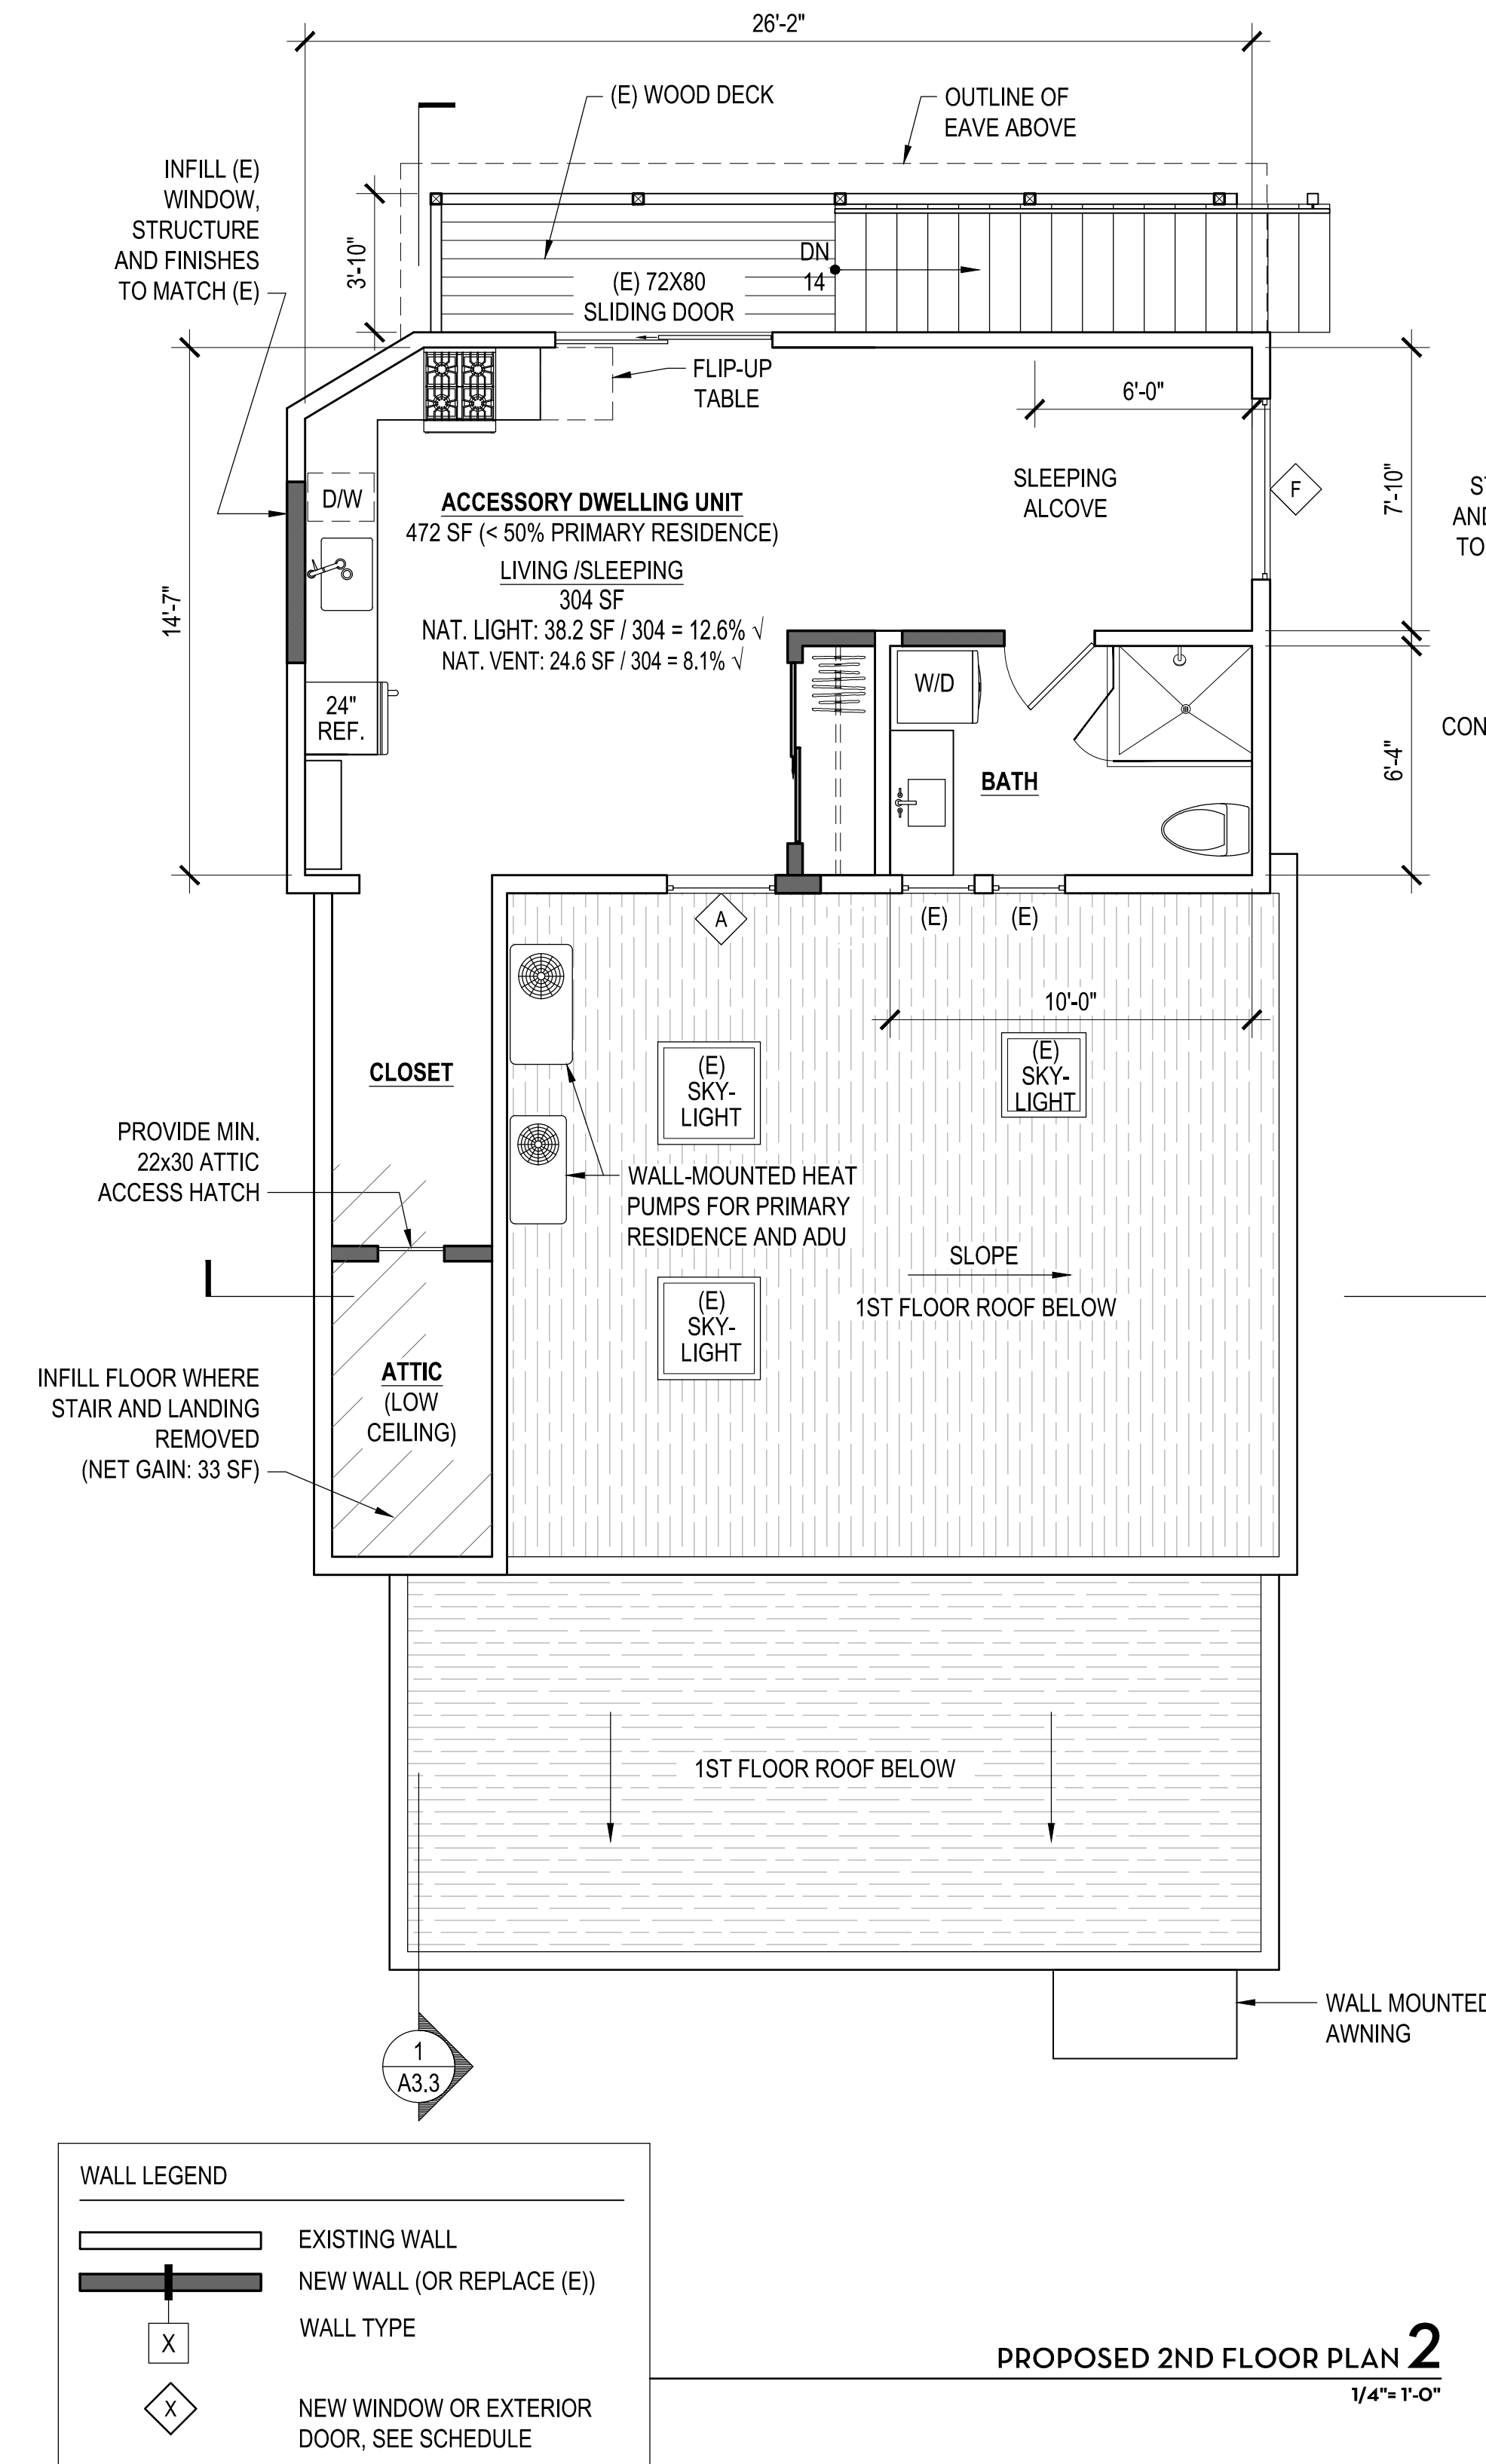 26'-2"
(E) WOOD DECK
OUTLINE OF
EAVE ABOVE
INFILL (E)
WINDOW,
STRUCTURE
AND FINISHES
TO MATCH (E)
3'-10"
DN
14
(E) 72X80
SLIDING DOOR
FLIP-UP
TABLE
6'-0"
SLEEPING
ALCOVE
F
7'-10"
ST
AND
TO
D/W
ACCESSORY DWELLING UNIT
472 SF (< 50% PRIMARY RESIDENCE)
LIVING /SLEEPING
304 SF
NAT. LIGHT: 38.2 SF / 304 = 12.6% √
NAT. VENT: 24.6 SF / 304 = 8.1% √
14'-7"
24"
REF.
W/D
BATH
6'-4"
CON
A
(E)
(E)
10'-0"
CLOSET
(E)
SKY-
LIGHT
(E)
SKY-
LIGHT
PROVIDE MIN.
22x30 ATTIC
ACCESS HATCH
WALL-MOUNTED HEAT
PUMPS FOR PRIMARY
RESIDENCE AND ADU
SLOPE
1ST FLOOR ROOF BELOW
(E)
SKY-
LIGHT
ATTIC
(LOW
CEILING)
INFILL FLOOR WHERE
STAIR AND LANDING
REMOVED
(NET GAIN: 33 SF)
1ST FLOOR ROOF BELOW
WALL MOUNTED
AWNING
1
A3.3
WALL LEGEND
EXISTING WALL
NEW WALL (OR REPLACE (E))
X
WALL TYPE
X
NEW WINDOW OR EXTERIOR
DOOR, SEE SCHEDULE
PROPOSED 2ND FLOOR PLAN 2
1/4"= 1'-0"